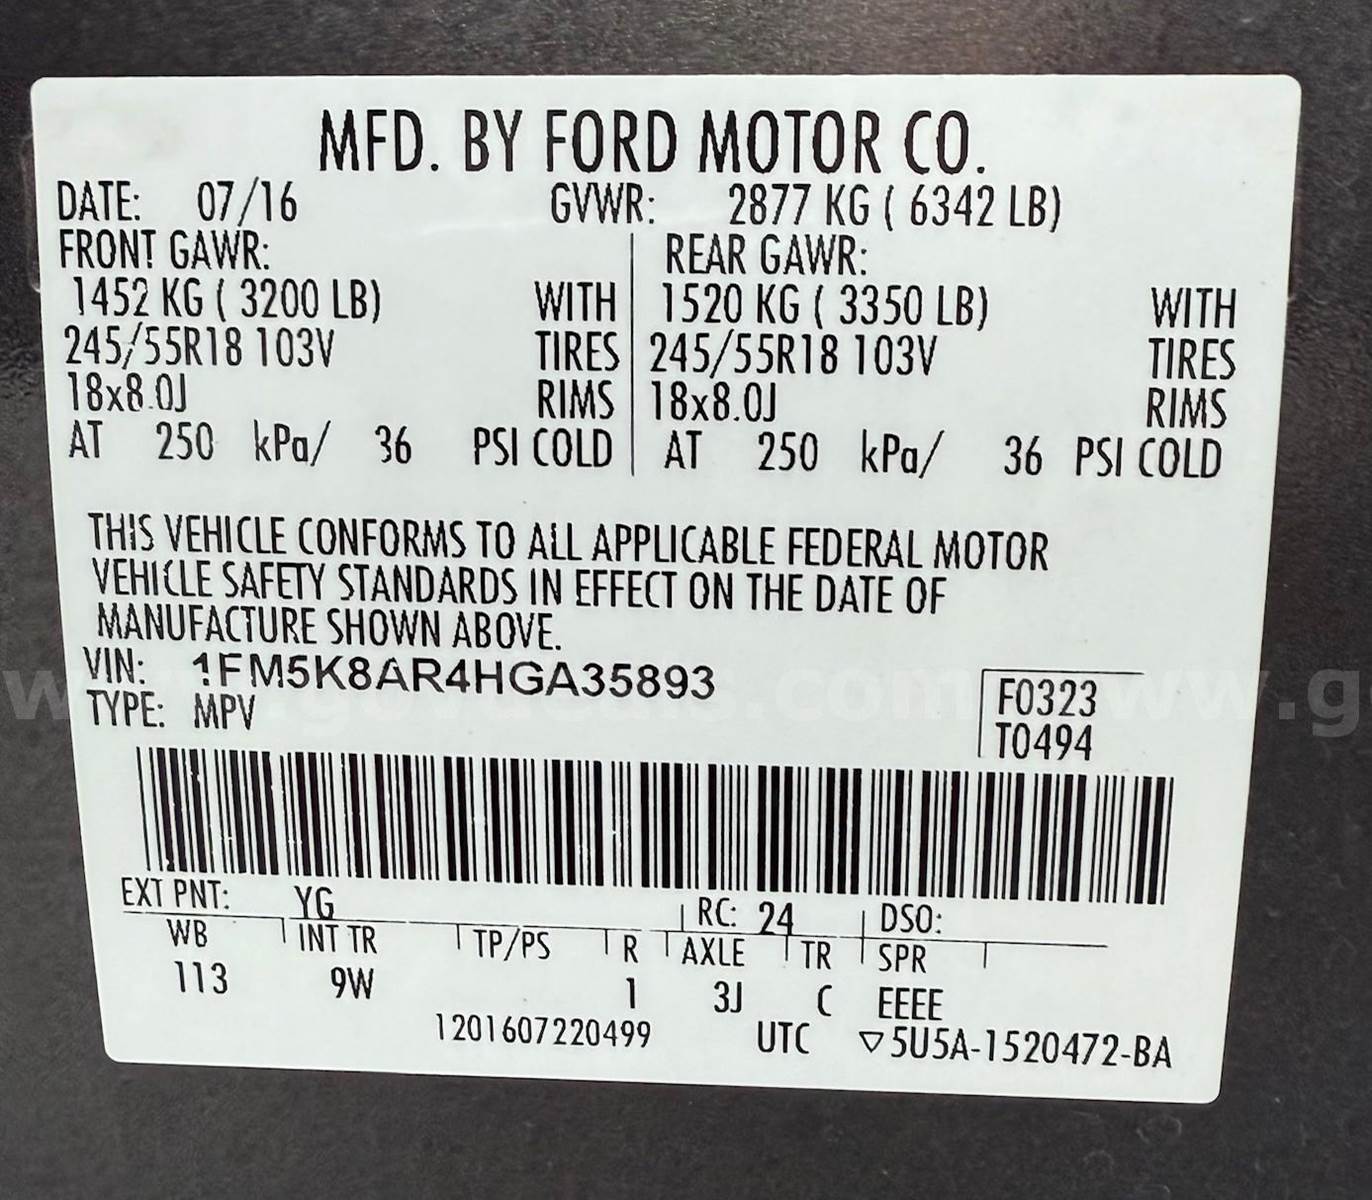 MFD. BY FORD MOTOR CO.
DATE: 07/16 GVWR: 2877 KG ( 6342 LB)
FRONT GAWR: REAR GAWR:
1452 KG ( 3200 LB) WITH 1520 KG ( 3350 LB) WITH
245/55R18 103V TIRES 245/55R18 103V TIRES
18x8.0J RIMS 18x8.0J RIMS
AT 250 kPa/ 36 PSI COLD AT 250 kPa/ 36 PSI COLD
THIS VEHICLE CONFORMS TO ALL APPLICABLE FEDERAL MOTOR
VEHICLE SAFETY STANDARDS IN EFFECT ON THE DATE OF
MANUFACTURE SHOWN ABOVE.
VIN: 1FM5K8AR4HGA35893 F0323
TYPE: MPV T0494
www.govdeals.com www.g
EXT PNT: YG RC: 24 DSO:
WB INT TR TP/PS R AXLE TR SPR
113 9W 1 3J C EEEE
1201607220499 UTC ▽5U5A-1520472-BA